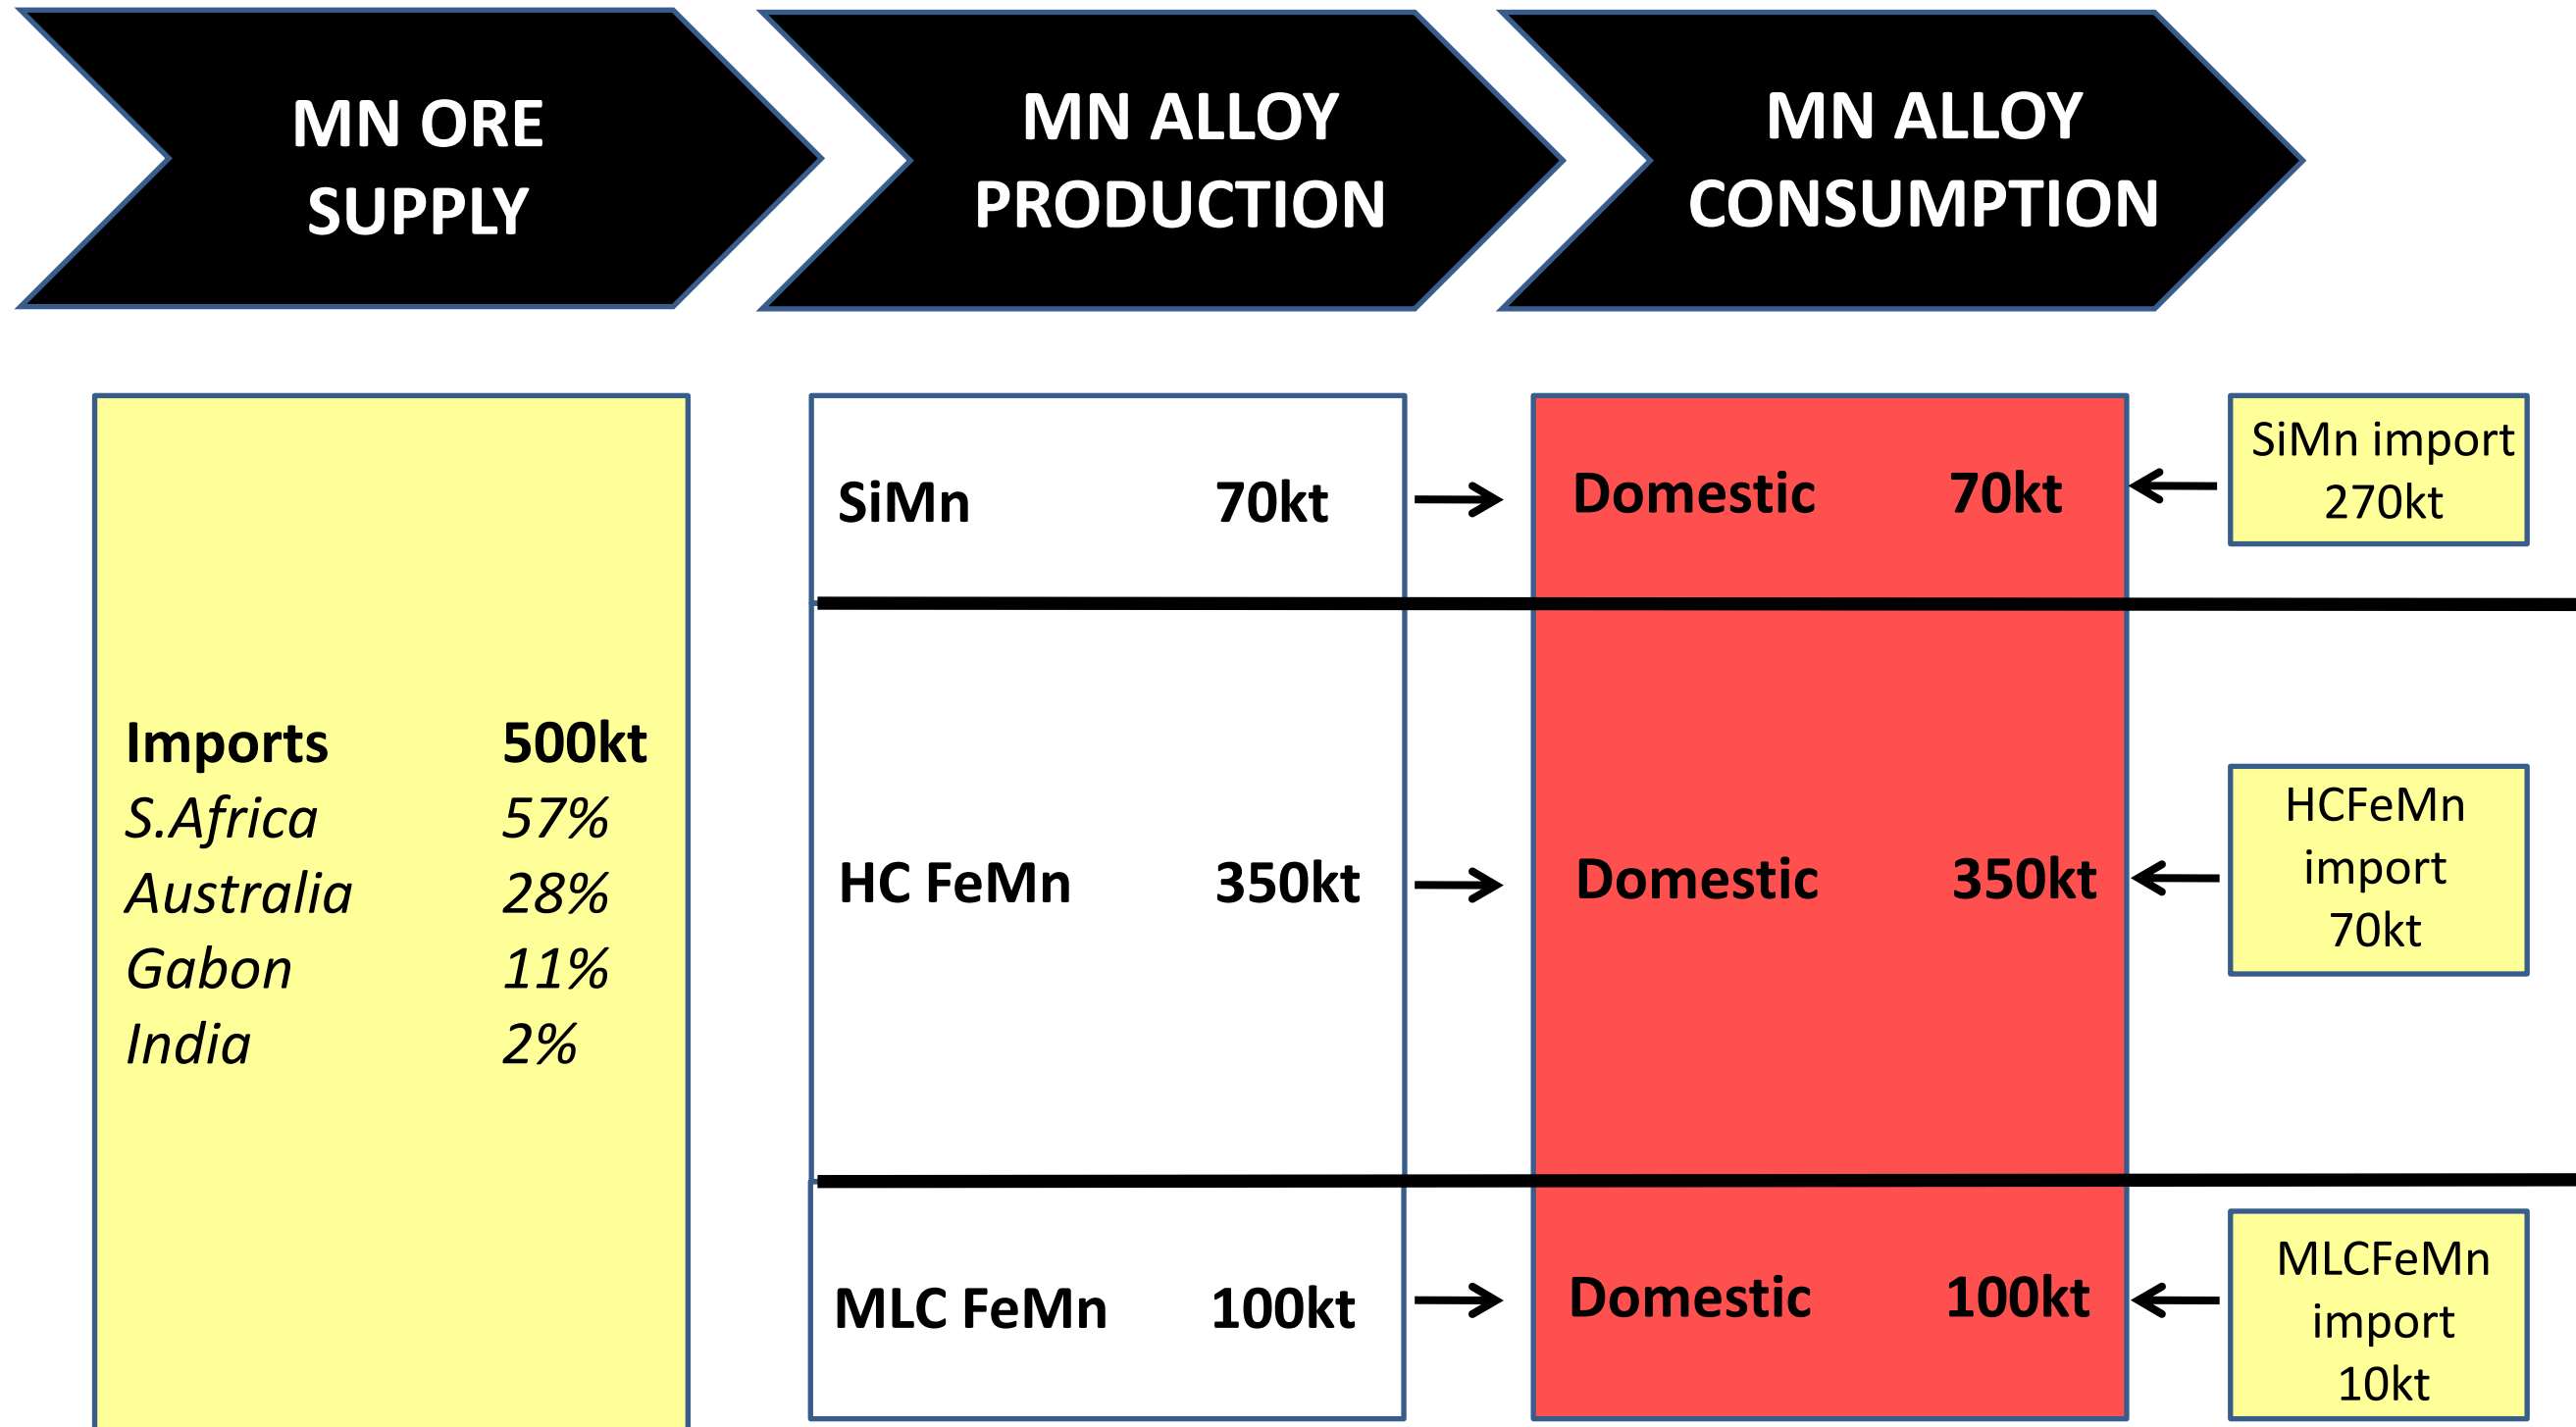 MN ORE
SUPPLY
MN ALLOY
PRODUCTION
MN ALLOY
CONSUMPTION
Imports 500kt
S.Africa 57%
Australia 28%
Gabon 11%
India 2%
SiMn 70kt
Domestic 70kt
SiMn import
270kt
HC FeMn 350kt
Domestic 350kt
HCFeMn
import
70kt
MLC FeMn 100kt
Domestic 100kt
MLCFeMn
import
10kt